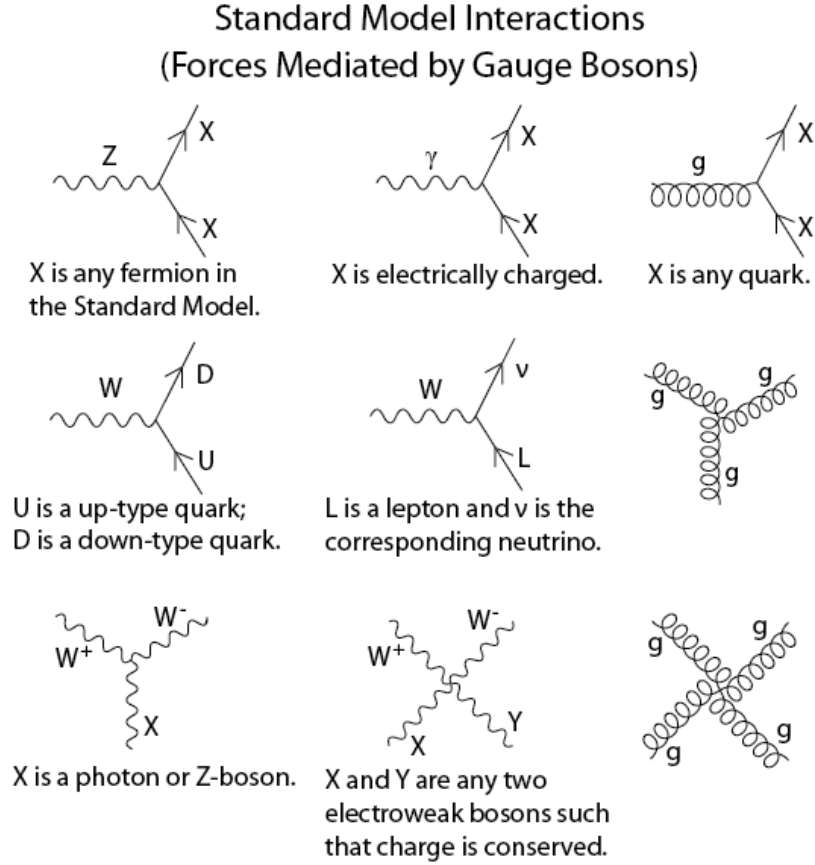 Standard Model Interactions
(Forces Mediated by Gauge Bosons)
Z
X
X
X is any fermion in
the Standard Model.
γ
X
X
X is electrically charged.
g
X
X
X is any quark.
W
D
U
U is a up-type quark;
D is a down-type quark.
W
ν
L
L is a lepton and ν is the
corresponding neutrino.
g
g
g
W⁺
W⁻
X
X is a photon or Z-boson.
W⁺
W⁻
X
Y
X and Y are any two
electroweak bosons such
that charge is conserved.
g
g
g
g